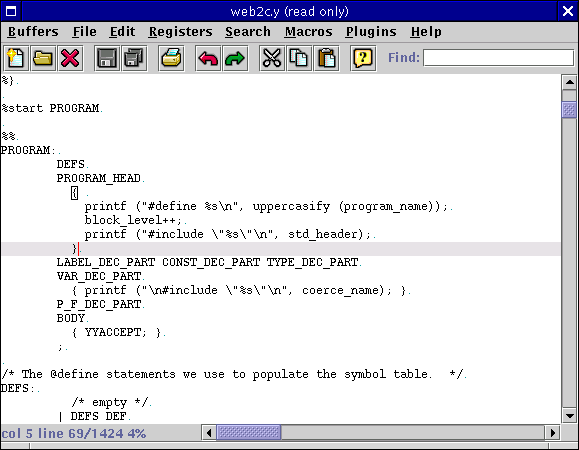 web2c.y (read only)
Buffers File Edit Registers Search Macros Plugins Help
Find:
%}.
.
%start PROGRAM.
.
%%.
PROGRAM:.
DEFS.
PROGRAM_HEAD.
{ .
printf ("#define %s\n", uppercasify (program_name));.
block_level++;.
printf ("#include \"%s\"\n", std_header);.
}.
LABEL_DEC_PART CONST_DEC_PART TYPE_DEC_PART.
VAR_DEC_PART.
{ printf ("\n#include \"%s\"\n", coerce_name); }.
P_F_DEC_PART.
BODY.
{ YYACCEPT; }.
;.
.
/* The @define statements we use to populate the symbol table.  */.
DEFS:.
/* empty */.
| DEFS DEF.
col 5 line 69/1424 4%